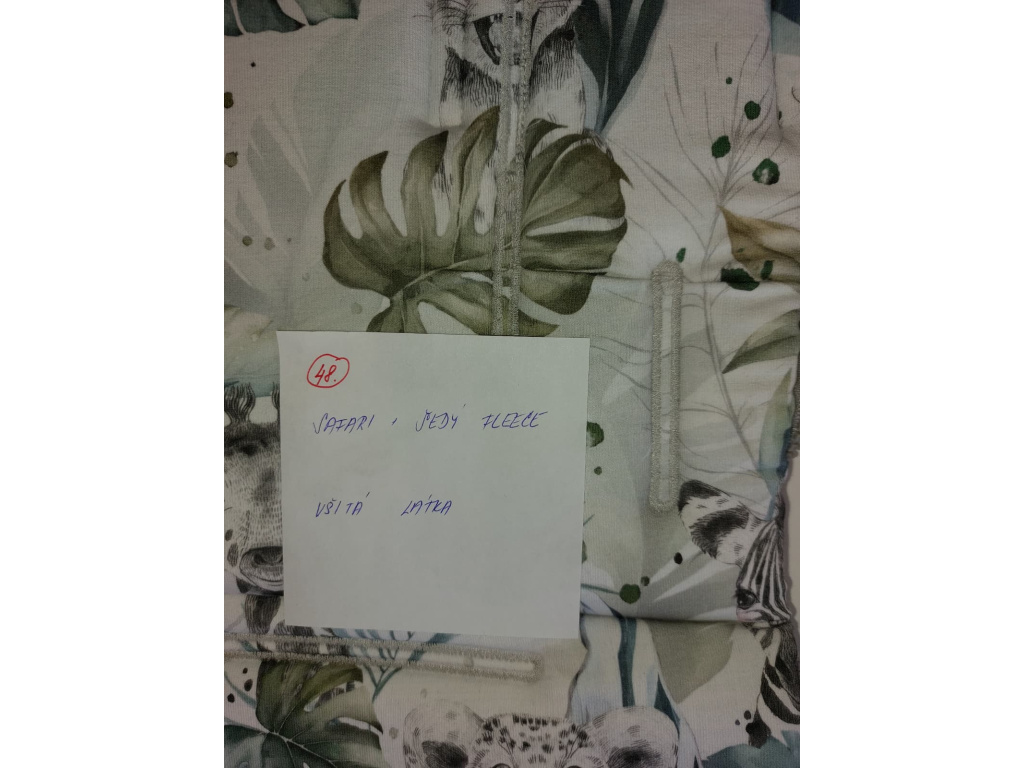 48.
SAFARI + ŠEDÝ FLEECE
VŠITÁ LÁTKA